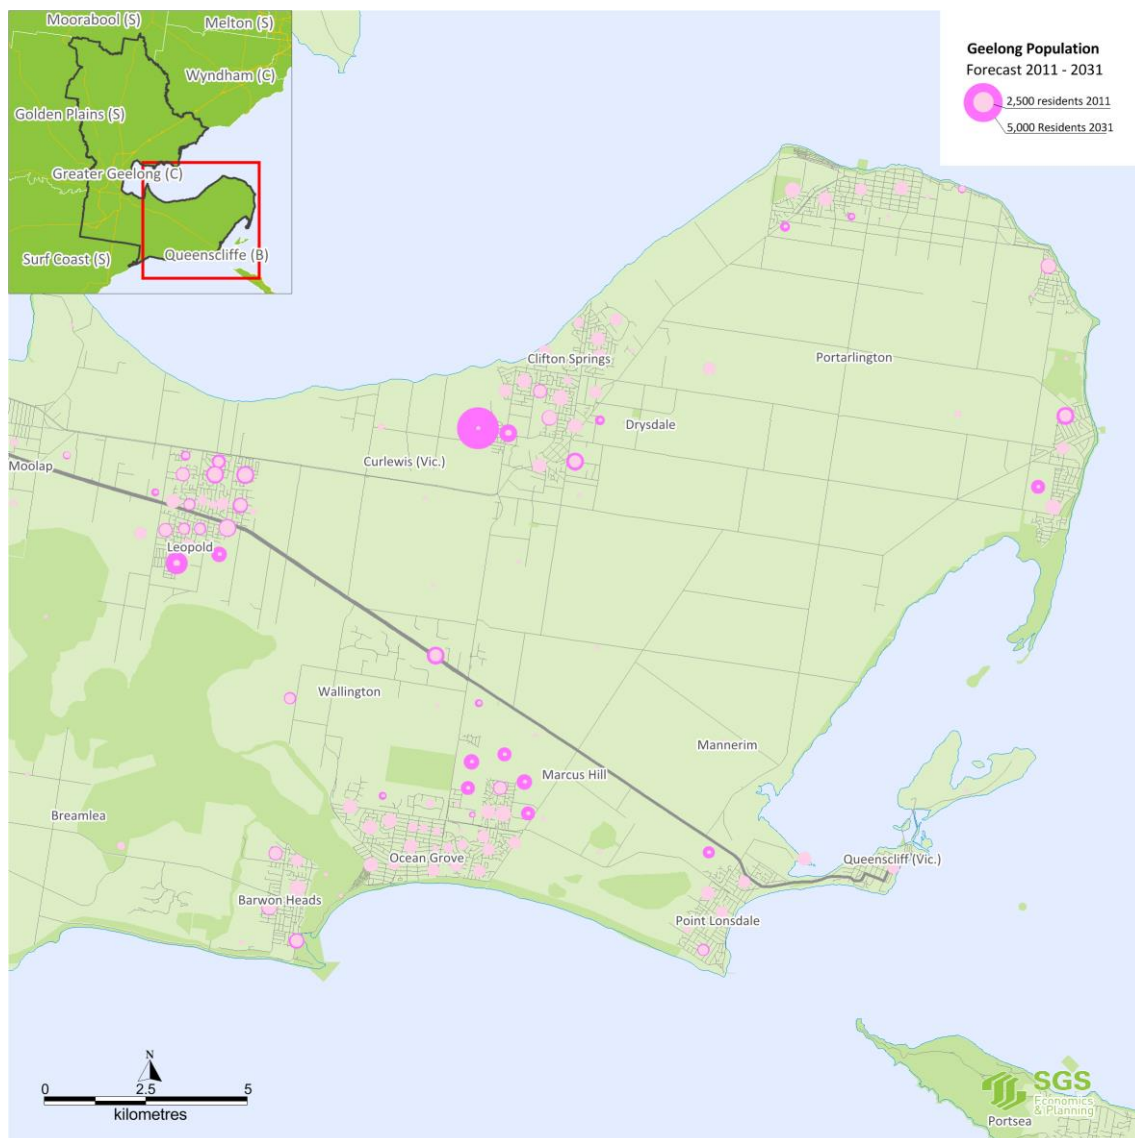 Moorabool (S)
Melton (S)
Wyndham (C)
Golden Plains (S)
Greater Geelong (C)
Surf Coast (S)
Queenscliffe (B)
Geelong Population
Forecast 2011 - 2031
2,500 residents 2011
5,000 Residents 2031
Clifton Springs
Portarlington
Drysdale
Curlewis (Vic.)
Moolap
Leopold
Wallington
Mannerim
Marcus Hill
Bremlea
Ocean Grove
Queenscliff (Vic.)
Barwon Heads
Point Lonsdale
N
0 2.5 5
kilometres
SGS
Economics
& Planning
Portsea